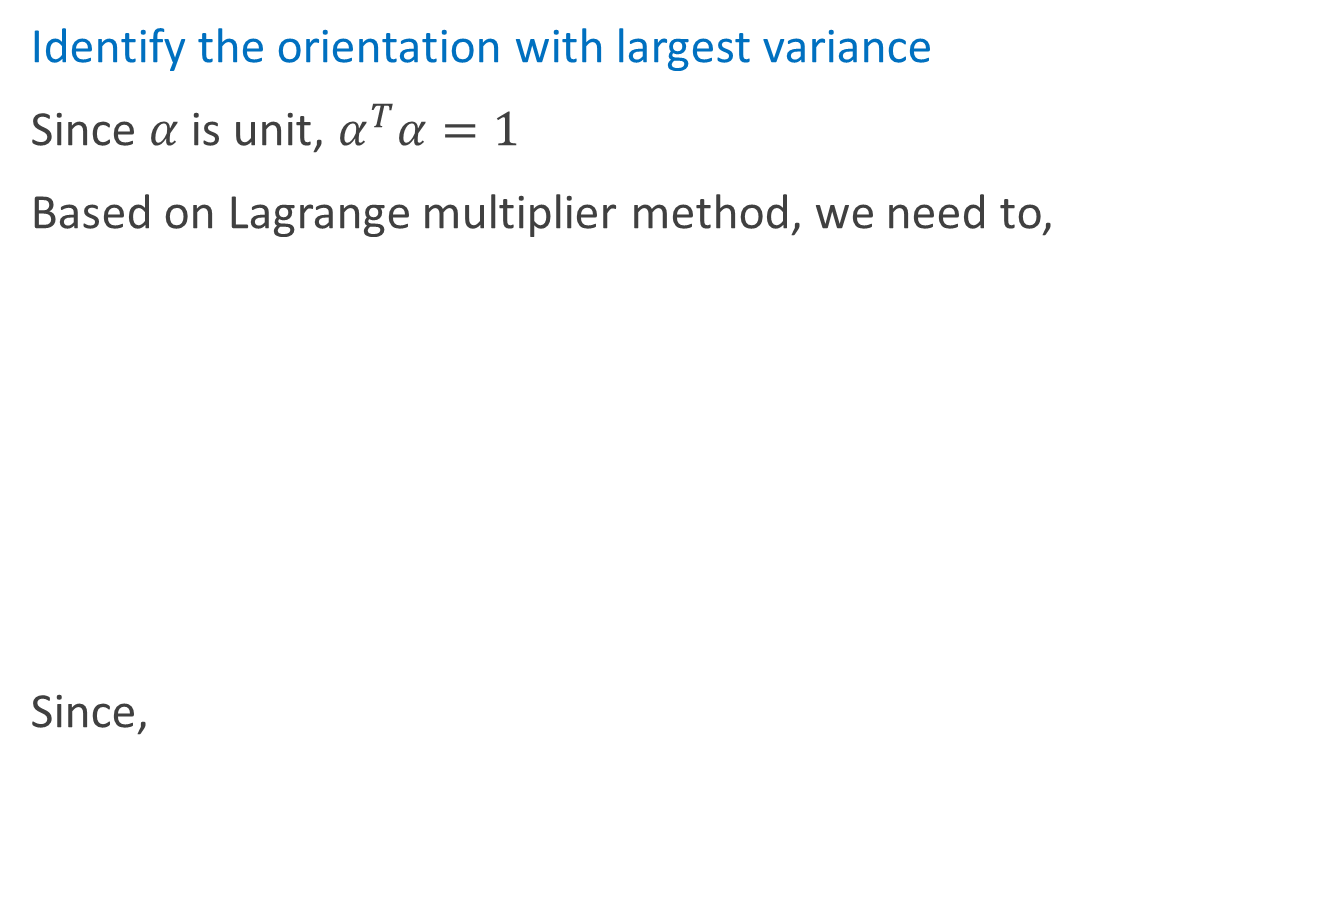 Identify the orientation with largest variance
Since 𝛼 is unit, 𝛼ᵀ𝛼 = 1
Based on Lagrange multiplier method, we need to,
Since,